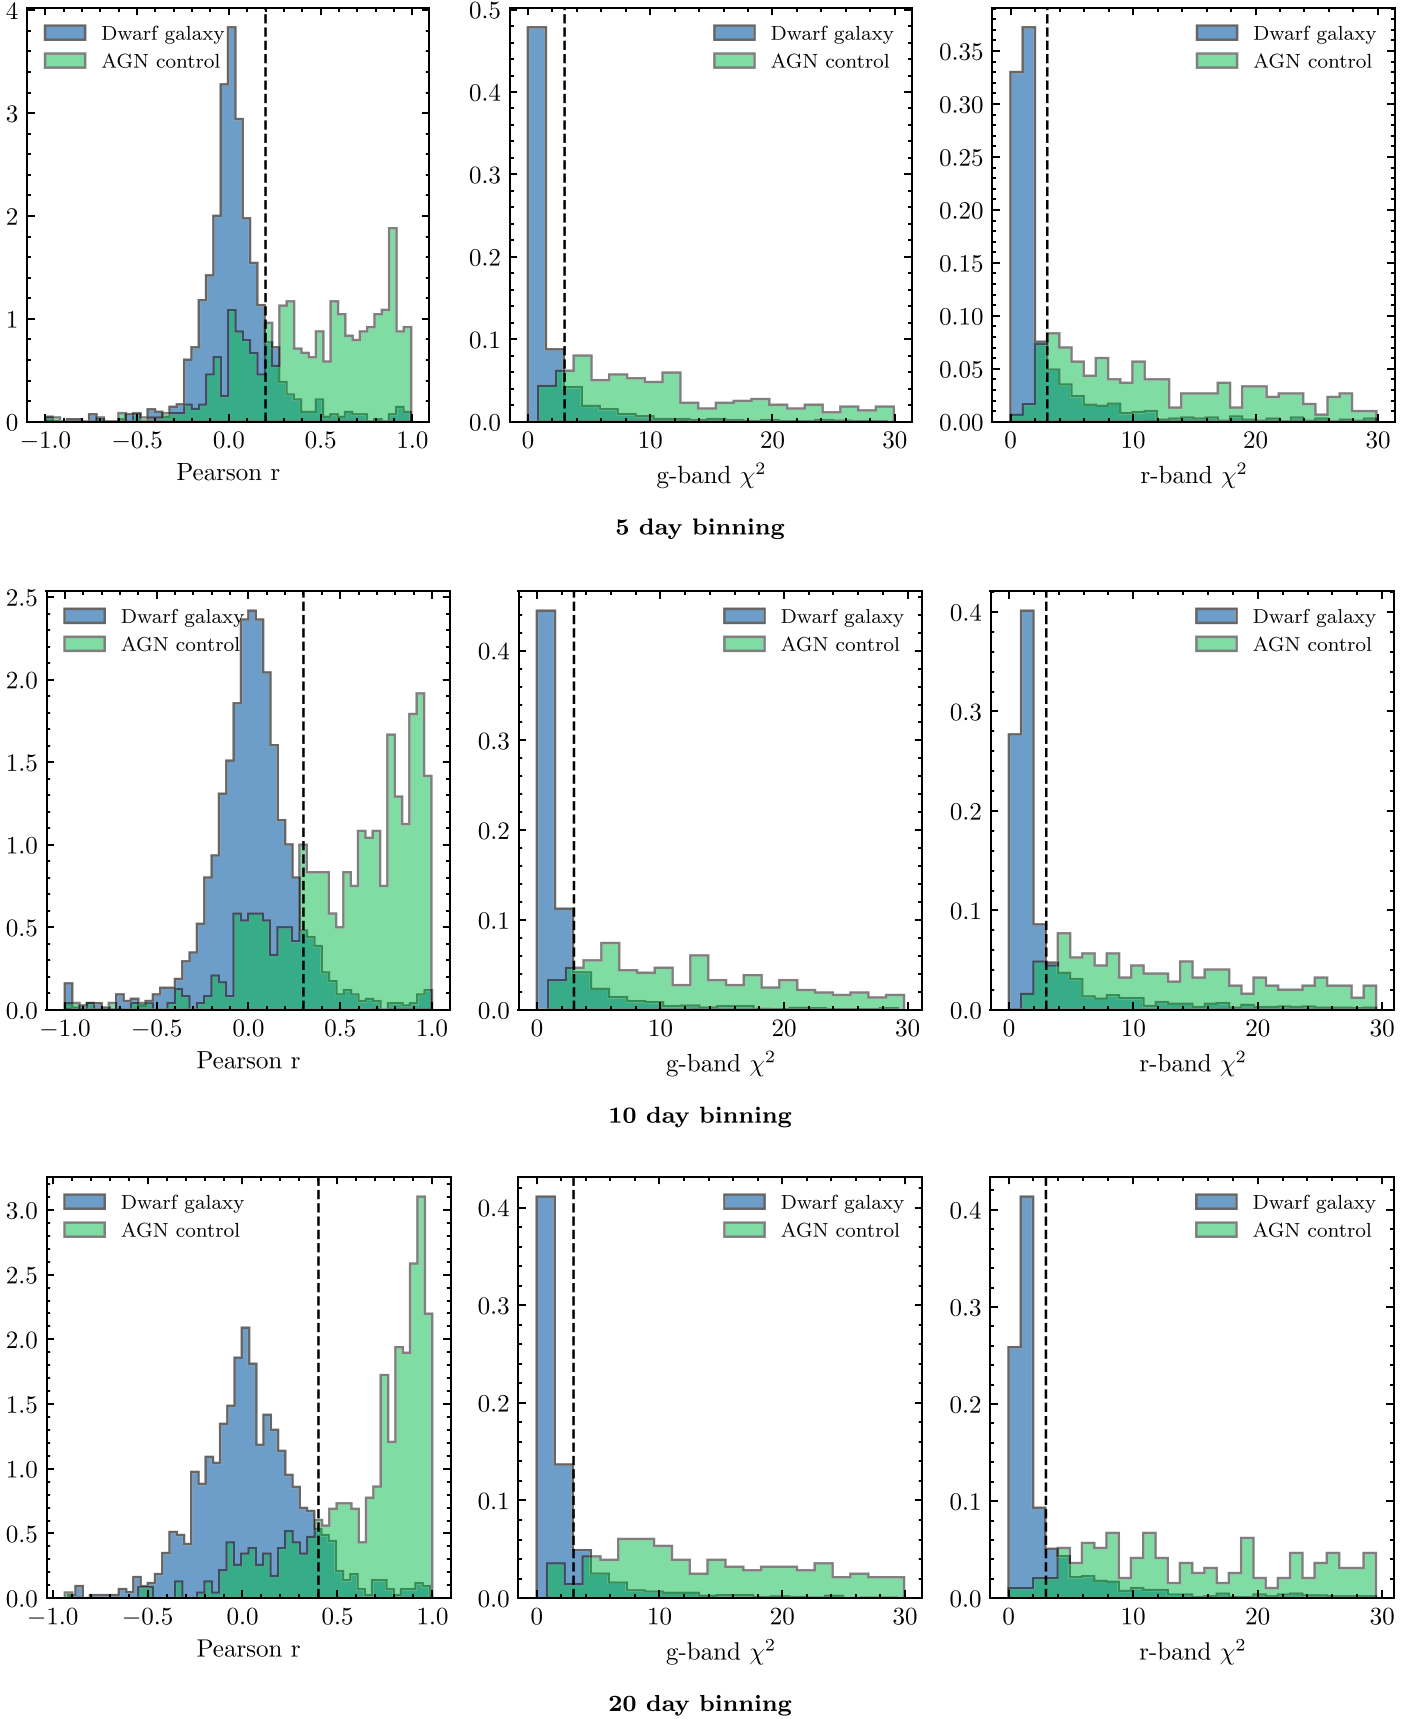 4
3
2
1
0
−1.0 −0.5 0.0 0.5 1.0
Pearson r
Dwarf galaxy
AGN control
0.5
0.4
0.3
0.2
0.1
0.0
0 10 20 30
g-band χ²
Dwarf galaxy
AGN control
0.35
0.30
0.25
0.20
0.15
0.10
0.05
0.00
0 10 20 30
r-band χ²
Dwarf galaxy
AGN control
5 day binning
2.5
2.0
1.5
1.0
0.5
0.0
−1.0 −0.5 0.0 0.5 1.0
Pearson r
Dwarf galaxy
AGN control
0.4
0.3
0.2
0.1
0.0
0 10 20 30
g-band χ²
Dwarf galaxy
AGN control
0.4
0.3
0.2
0.1
0.0
0 10 20 30
r-band χ²
Dwarf galaxy
AGN control
10 day binning
3.0
2.5
2.0
1.5
1.0
0.5
0.0
−1.0 −0.5 0.0 0.5 1.0
Pearson r
Dwarf galaxy
AGN control
0.4
0.3
0.2
0.1
0.0
0 10 20 30
g-band χ²
Dwarf galaxy
AGN control
0.4
0.3
0.2
0.1
0.0
0 10 20 30
r-band χ²
Dwarf galaxy
AGN control
20 day binning